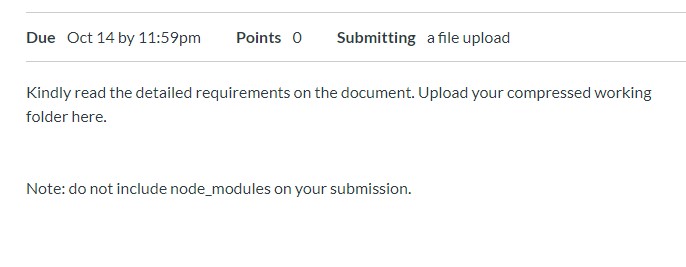 Due Oct 14 by 11:59pm Points 0 Submitting a file upload
Kindly read the detailed requirements on the document. Upload your compressed working
folder here.
Note: do not include node_modules on your submission.